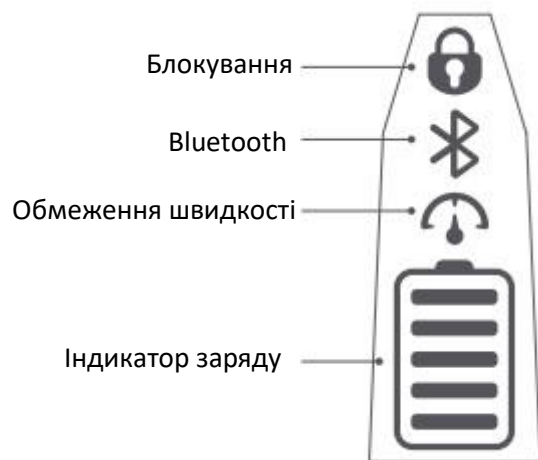 Блокування
Bluetooth
Обмеження швидкості
Індикатор заряду